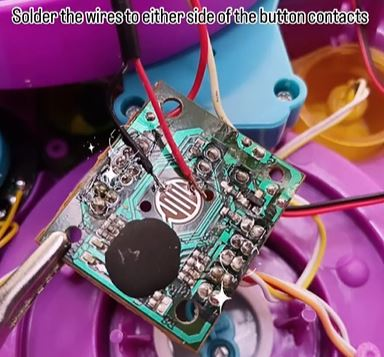 Solder the wires to either side of the button contacts